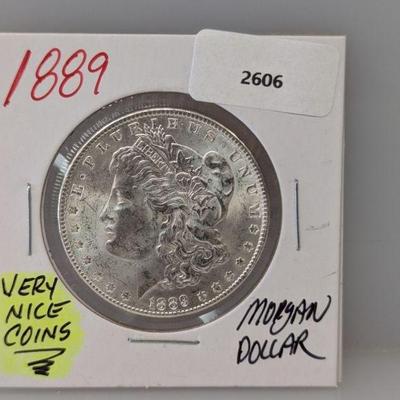 1889
2606
E·PLURIBUS·UNUM
LIBERTY
1889
VERY
NICE
COINS
MORGAN
DOLLAR